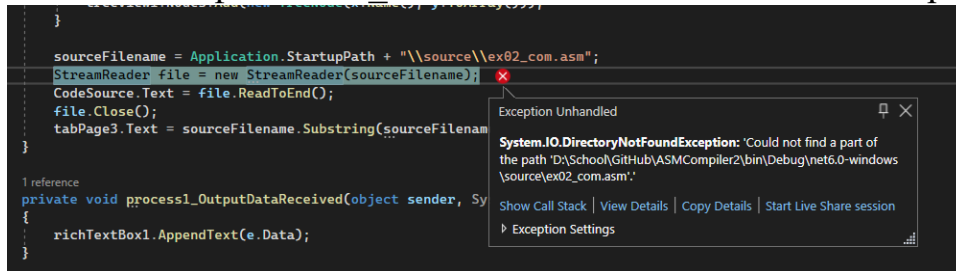 }
sourceFilename = Application.StartupPath + "\\source\\ex02_com.asm";
StreamReader file = new StreamReader(sourceFilename);
CodeSource.Text = file.ReadToEnd();
file.Close();
tabPage3.Text = sourceFilename.Substring(sourceFilenam
}
1 reference
private void process1_OutputDataReceived(object sender, Sy
{
richTextBox1.AppendText(e.Data);
}
Exception Unhandled
System.IO.DirectoryNotFoundException: 'Could not find a part of
the path 'D:\School\GitHub\ASMCompiler2\bin\Debug\net6.0-windows
\source\ex02_com.asm'.'
Show Call Stack | View Details | Copy Details | Start Live Share session
Exception Settings